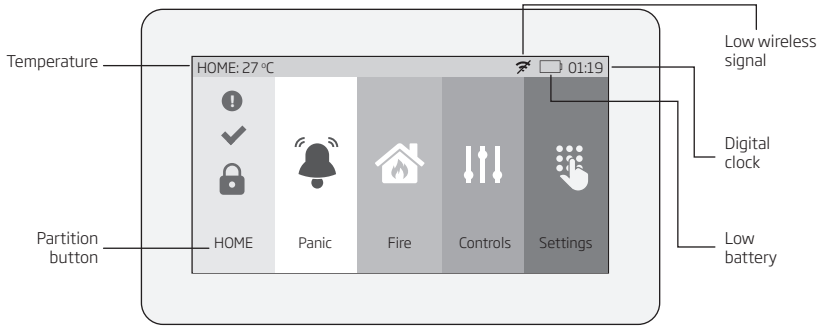 Low wireless
signal
Temperature
HOME: 27 ºC
01:19
Digital
clock
Partition
button
HOME
Panic
Fire
Controls
Settings
Low
battery